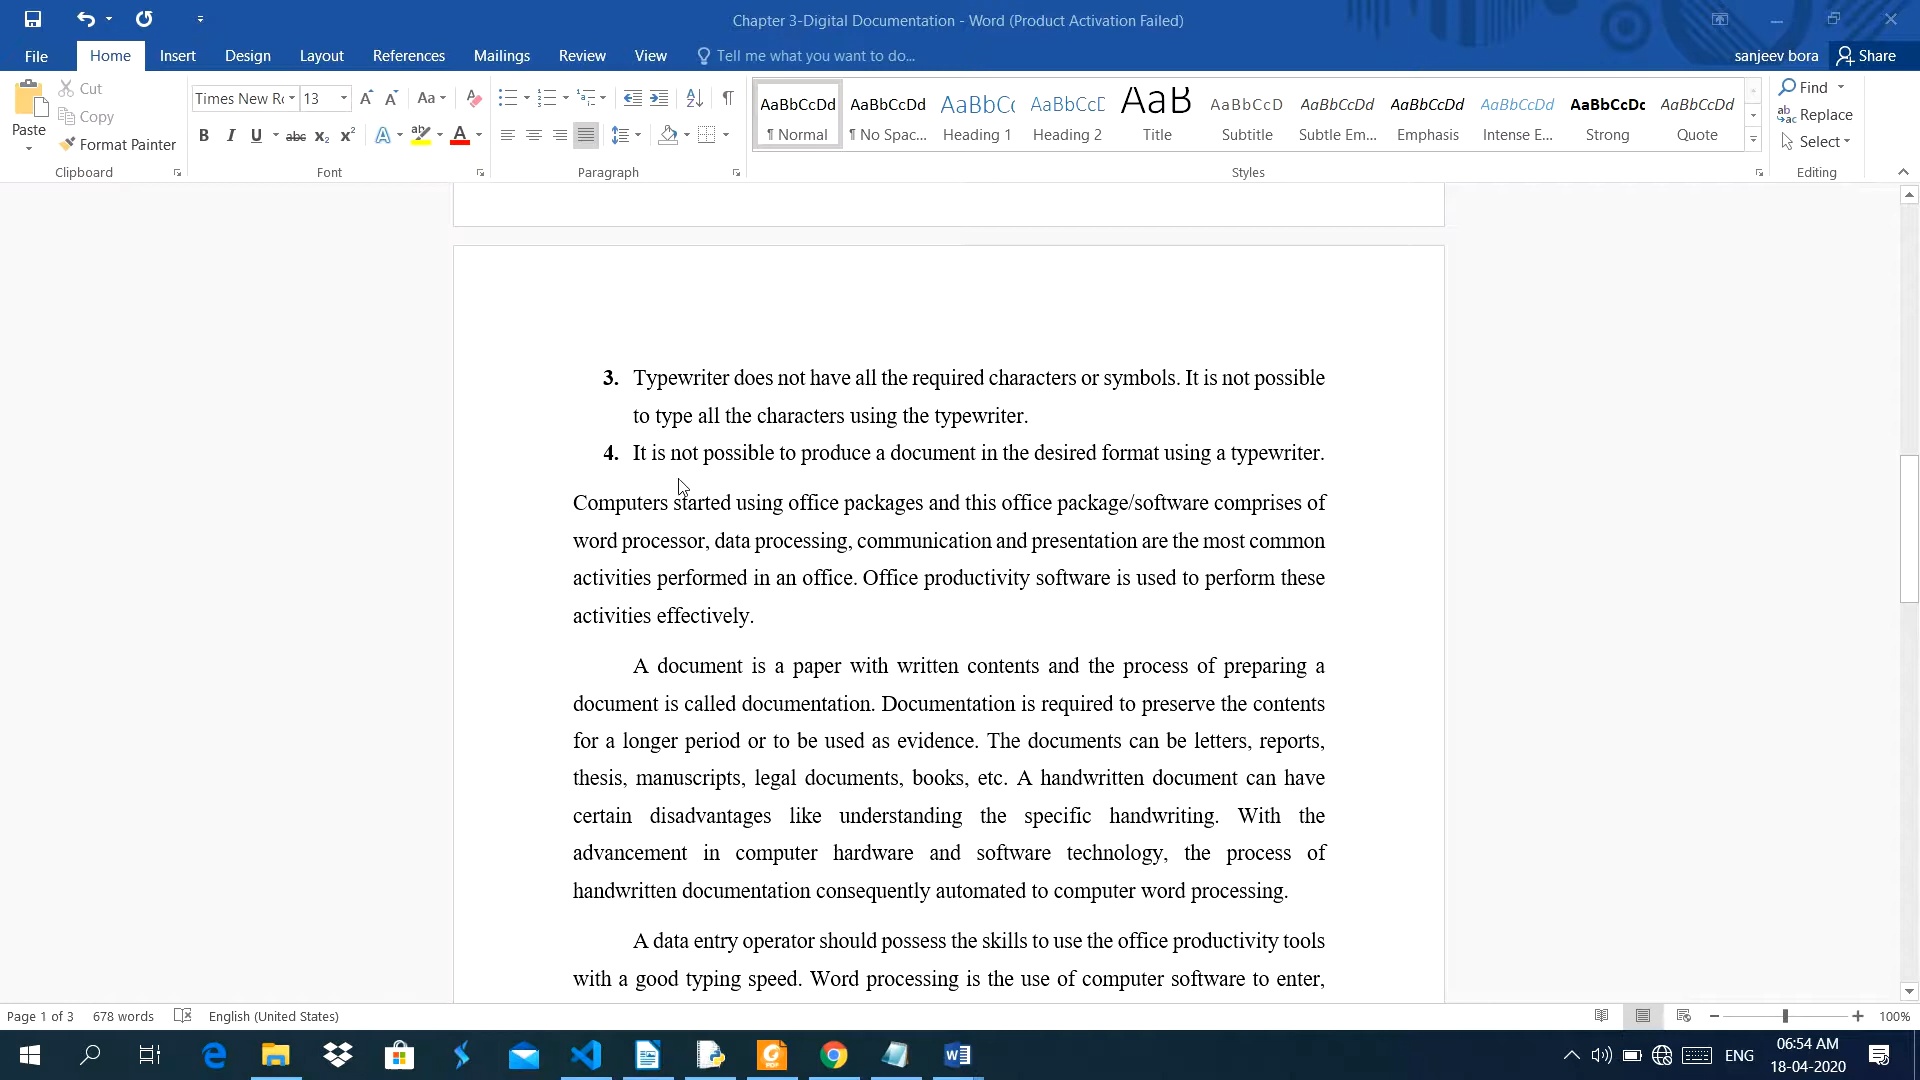 Chapter 3-Digital Documentation - Word (Product Activation Failed)
File Home Insert Design Layout References Mailings Review View Tell me what you want to do... sanjeev bora Share
Paste Cut Copy Format Painter
Clipboard
Times New Ro 13 Aa
B I U abc X₂ X² A ab A
Font
Paragraph
AaBbCcDd AaBbCcDd AaBbCc AaBbCcD AaB AaBbCcD AaBbCcDd AaBbCcDd AaBbCcDd AaBbCcDc AaBbCcDd
¶ Normal ¶ No Spac... Heading 1 Heading 2 Title Subtitle Subtle Em... Emphasis Intense E... Strong Quote
Styles
Find
Replace
Select
Editing
3. Typewriter does not have all the required characters or symbols. It is not possible
to type all the characters using the typewriter.
4. It is not possible to produce a document in the desired format using a typewriter.
Computers started using office packages and this office package/software comprises of
word processor, data processing, communication and presentation are the most common
activities performed in an office. Office productivity software is used to perform these
activities effectively.
A document is a paper with written contents and the process of preparing a
document is called documentation. Documentation is required to preserve the contents
for a longer period or to be used as evidence. The documents can be letters, reports,
thesis, manuscripts, legal documents, books, etc. A handwritten document can have
certain disadvantages like understanding the specific handwriting. With the
advancement in computer hardware and software technology, the process of
handwritten documentation consequently automated to computer word processing.
A data entry operator should possess the skills to use the office productivity tools
with a good typing speed. Word processing is the use of computer software to enter,
Page 1 of 3 678 words English (United States) 100%
ENG 06:54 AM
18-04-2020